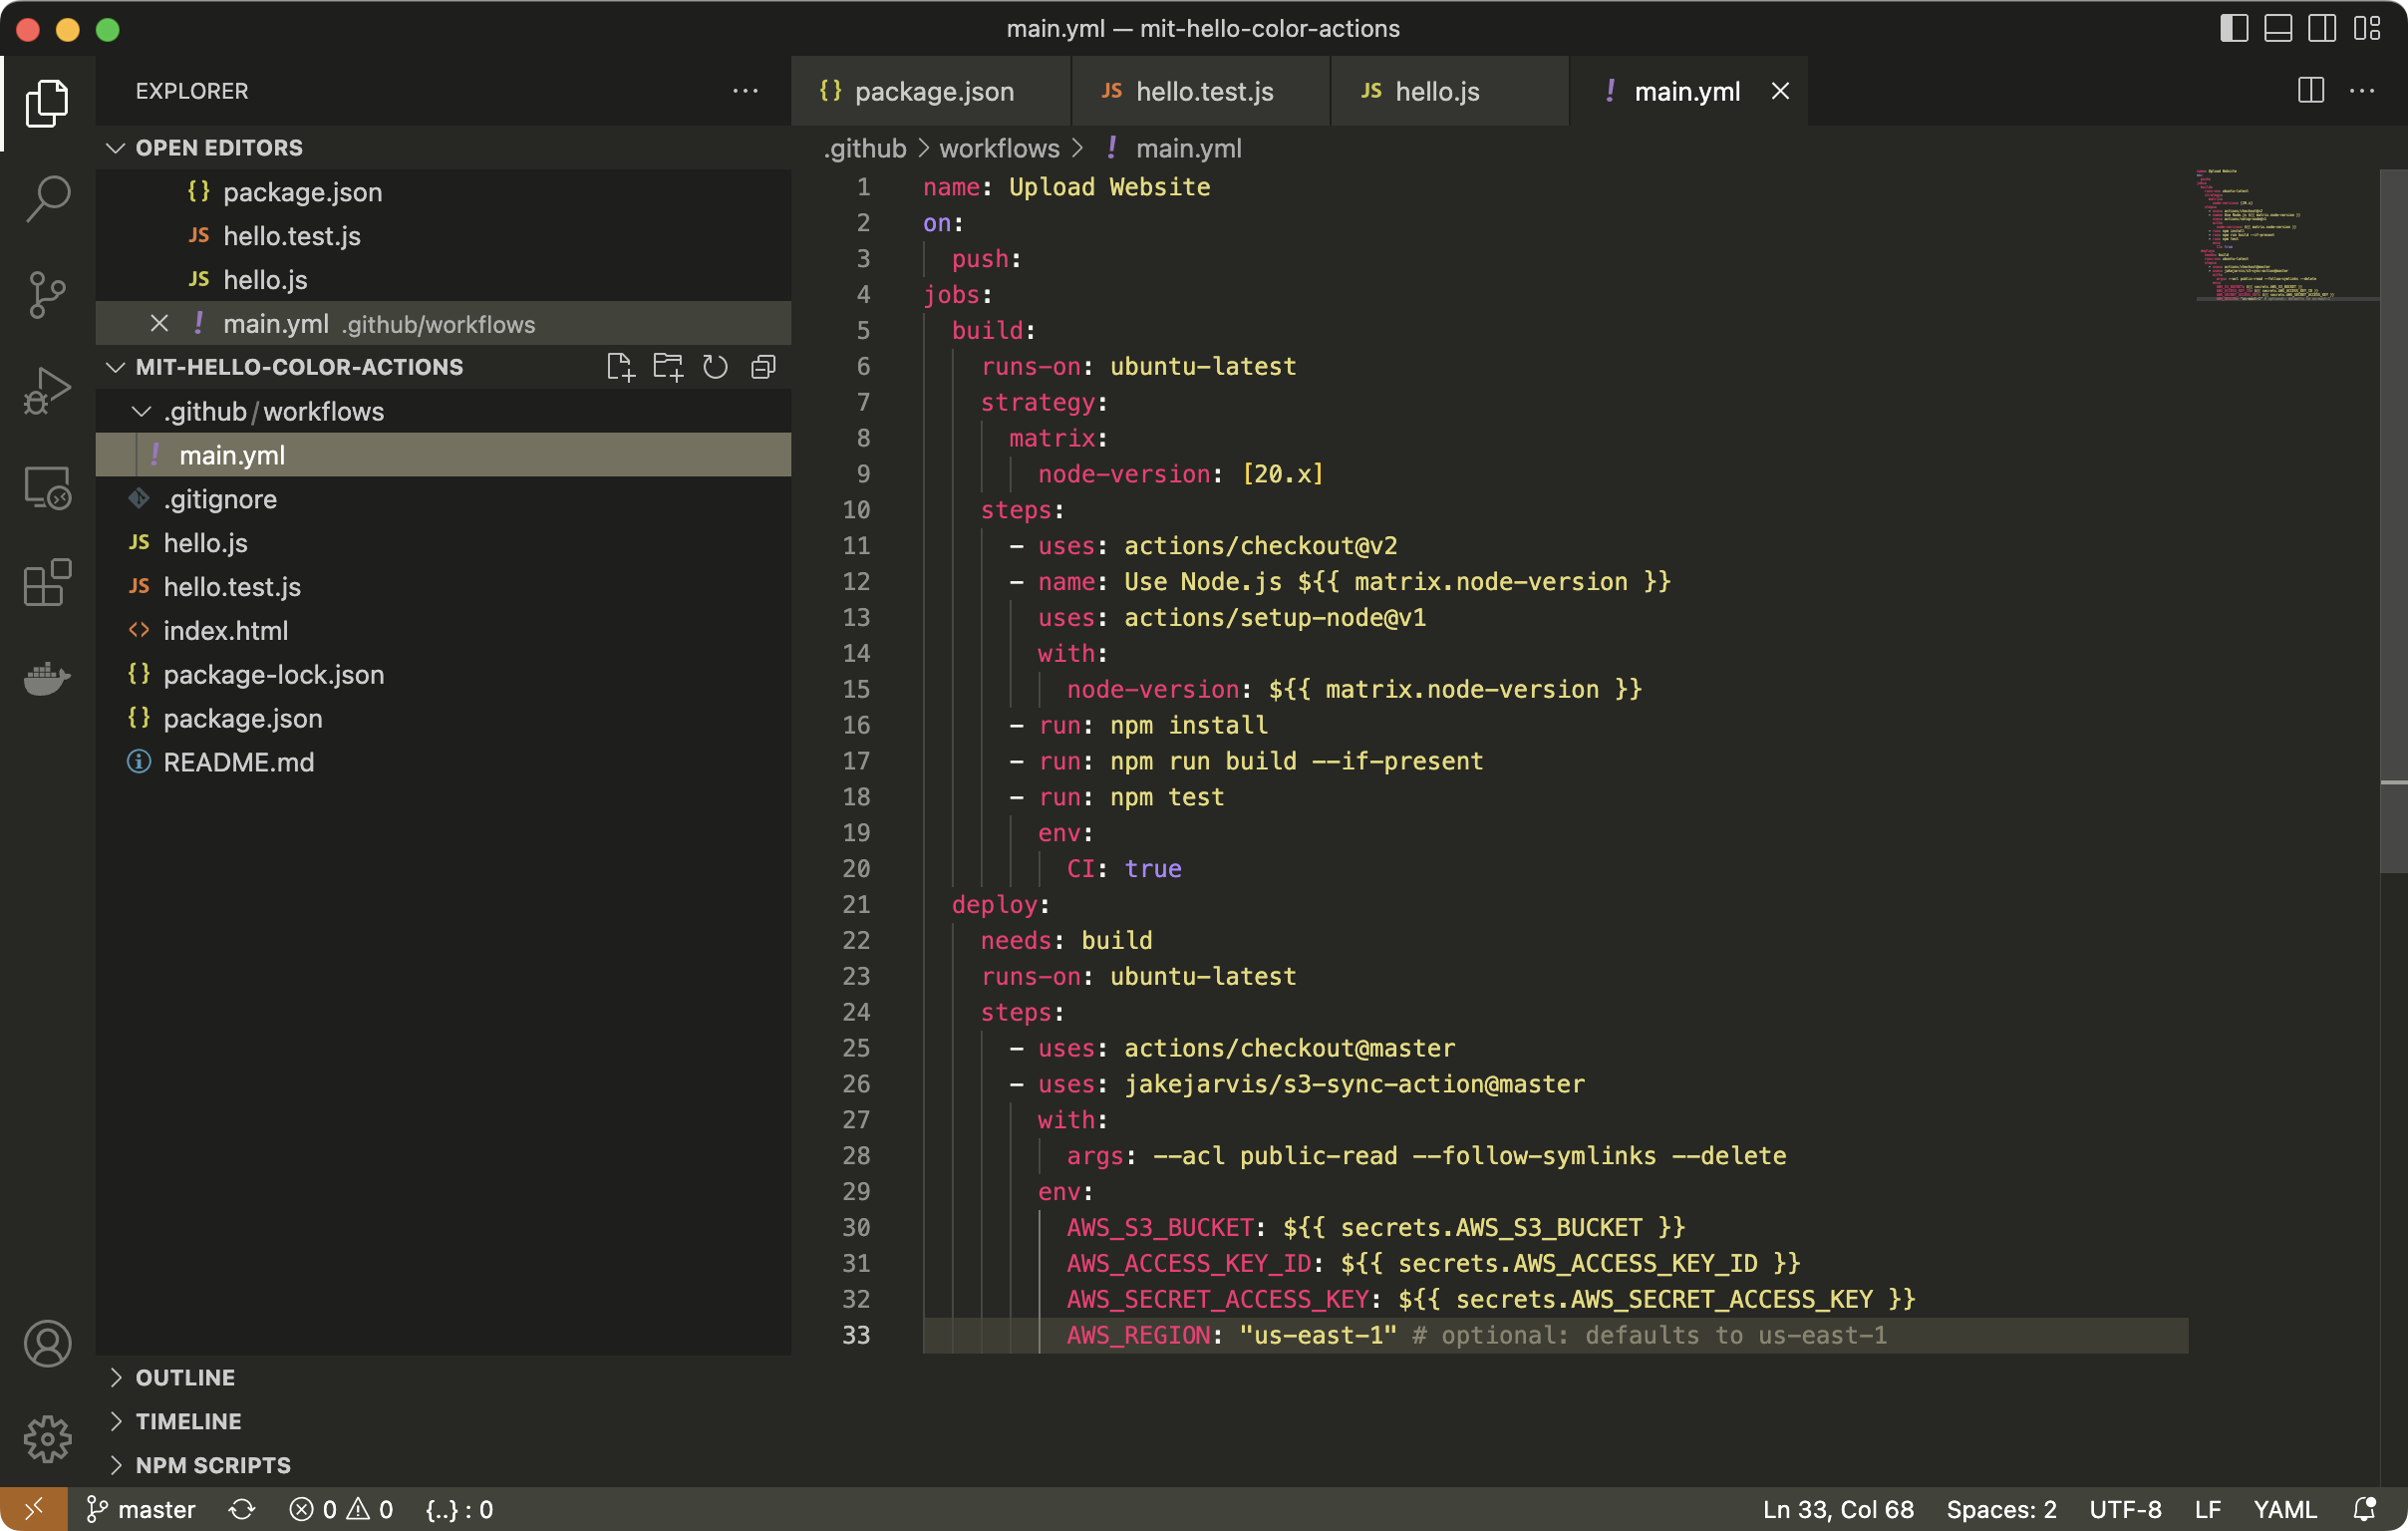 main.yml — mit-hello-color-actions
EXPLORER
OPEN EDITORS
{} package.json
JS hello.test.js
JS hello.js
! main.yml .github/workflows
MIT-HELLO-COLOR-ACTIONS
.github/workflows
! main.yml
.gitignore
JS hello.js
JS hello.test.js
<> index.html
{} package-lock.json
{} package.json
README.md
OUTLINE
TIMELINE
NPM SCRIPTS
{} package.json
JS hello.test.js
JS hello.js
! main.yml
.github > workflows > ! main.yml
1 name: Upload Website
2 on:
3   push:
4 jobs:
5   build:
6     runs-on: ubuntu-latest
7     strategy:
8       matrix:
9         node-version: [20.x]
10     steps:
11       - uses: actions/checkout@v2
12       - name: Use Node.js ${{ matrix.node-version }}
13         uses: actions/setup-node@v1
14         with:
15           node-version: ${{ matrix.node-version }}
16       - run: npm install
17       - run: npm run build --if-present
18       - run: npm test
19         env:
20           CI: true
21   deploy:
22     needs: build
23     runs-on: ubuntu-latest
24     steps:
25       - uses: actions/checkout@master
26       - uses: jakejarvis/s3-sync-action@master
27         with:
28           args: --acl public-read --follow-symlinks --delete
29         env:
30           AWS_S3_BUCKET: ${{ secrets.AWS_S3_BUCKET }}
31           AWS_ACCESS_KEY_ID: ${{ secrets.AWS_ACCESS_KEY_ID }}
32           AWS_SECRET_ACCESS_KEY: ${{ secrets.AWS_SECRET_ACCESS_KEY }}
33           AWS_REGION: "us-east-1" # optional: defaults to us-east-1
master 0 0 {..} : 0 Ln 33, Col 68 Spaces: 2 UTF-8 LF YAML